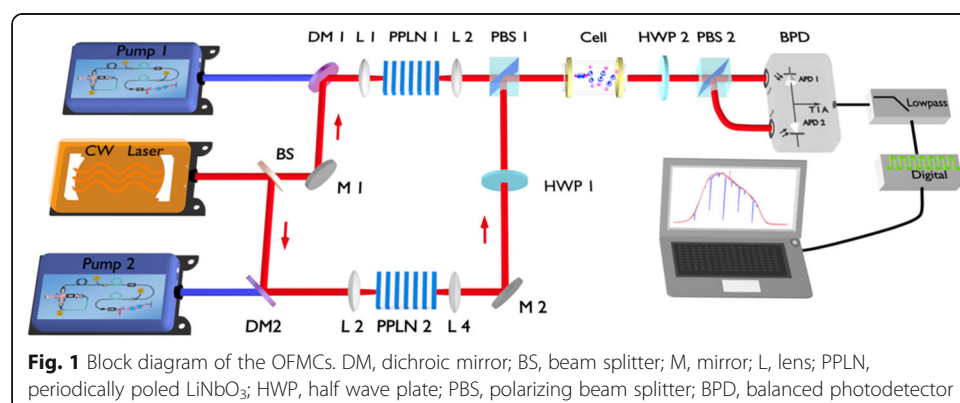 Pump 1
DM 1
L 1
PPLN 1
L 2
PBS 1
Cell
HWP 2
PBS 2
BPD
APD 1
TIA
APD 2
Lowpass
Digital
CW Laser
BS
M 1
HWP 1
Pump 2
DM2
L 2
PPLN 2
L 4
M 2
Fig. 1 Block diagram of the OFMCs. DM, dichroic mirror; BS, beam splitter; M, mirror; L, lens; PPLN,
periodically poled LiNbO₃; HWP, half wave plate; PBS, polarizing beam splitter; BPD, balanced photodetector